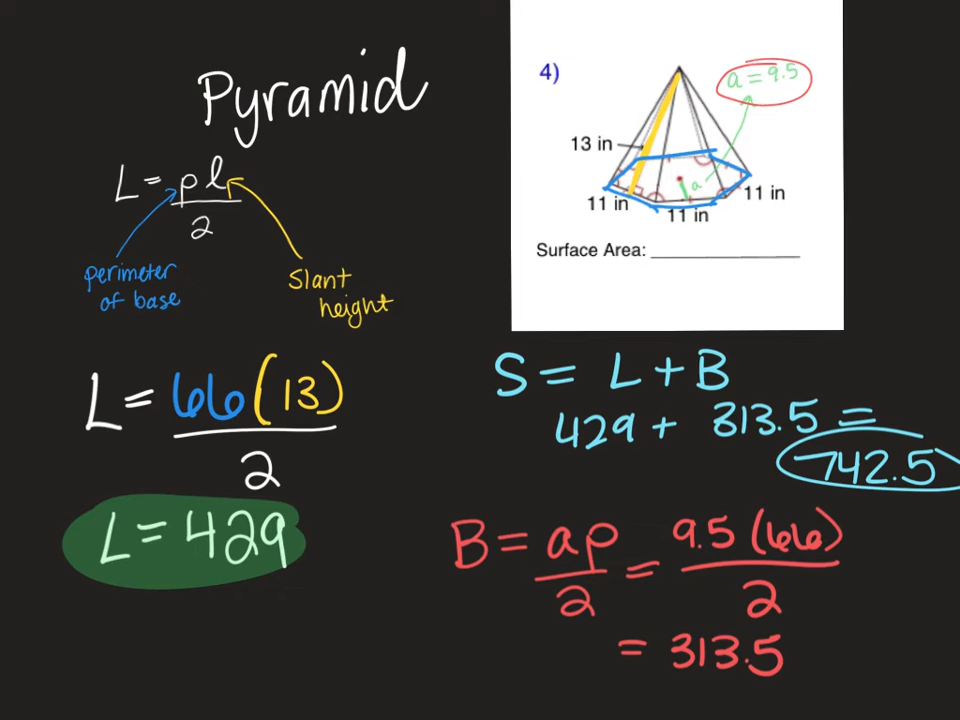 Pyramid
L = pl
2
perimeter
of base
Slant
height
L = 66 (13)
2
L = 429
4)
a = 9.5
13 in
a
11 in
11 in
11 in
Surface Area: ____________
S = L + B
429 + 313.5 =
742.5
B = ap = 9.5 (66)
2 2
= 313.5